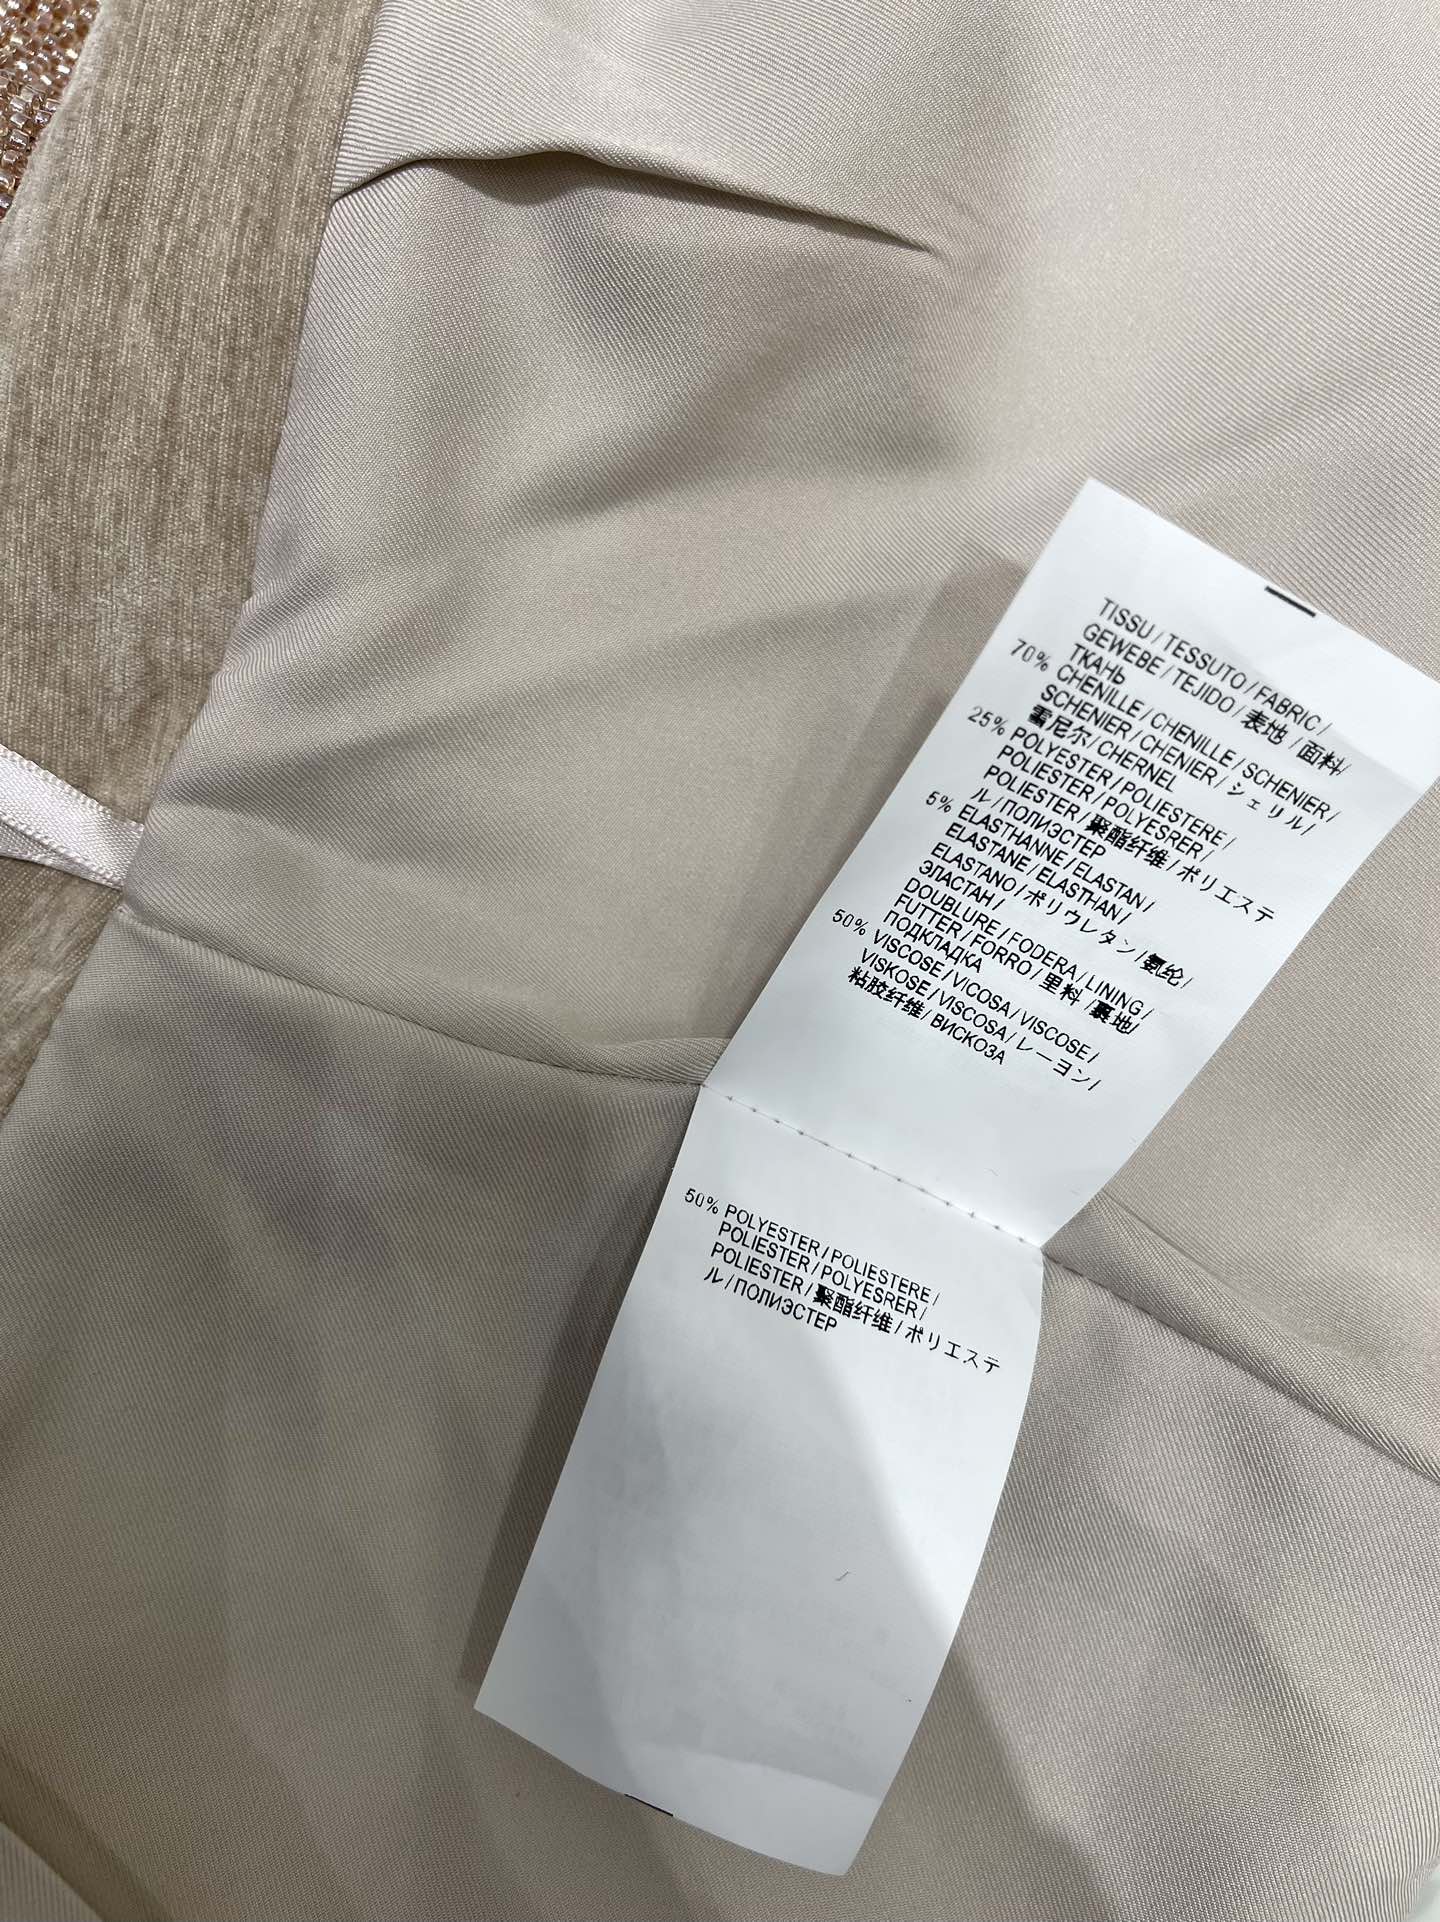 TISSU / TESSUTO / FABRIC /
GEWEBE / TEJIDO / 表地 / 面料/
ТКАНЬ
70% CHENILLE / CHENILLE / SCHENIER /
SCHENIER / CHENIER / シェリル/
雪尼尔/ CHERNEL
25% POLYESTER / POLIESTERE /
POLIESTER / POLYESRER /
POLIESTER / 聚酯纤维 / ポリエステ
ル / ПОЛИЭСТЕР
5% ELASTHANNE / ELASTAN /
ELASTANE / ELASTHAN /
ELASTANO / ポリウレタン / 氨纶/
ЭЛАСТАН /
DOUBLURE / FODERA / LINING /
FUTTER / FORRO / 里料 / 裏地/
ПОДКЛАДКА
50% VISCOSE / VICOSA / VISCOSE /
VISKOSE / VISCOSA / レーヨン /
粘胶纤维 / ВИСКОЗА
50% POLYESTER / POLIESTERE /
POLIESTER / POLYESRER /
POLIESTER / 聚酯纤维 / ポリエステ
ル / ПОЛИЭСТЕР